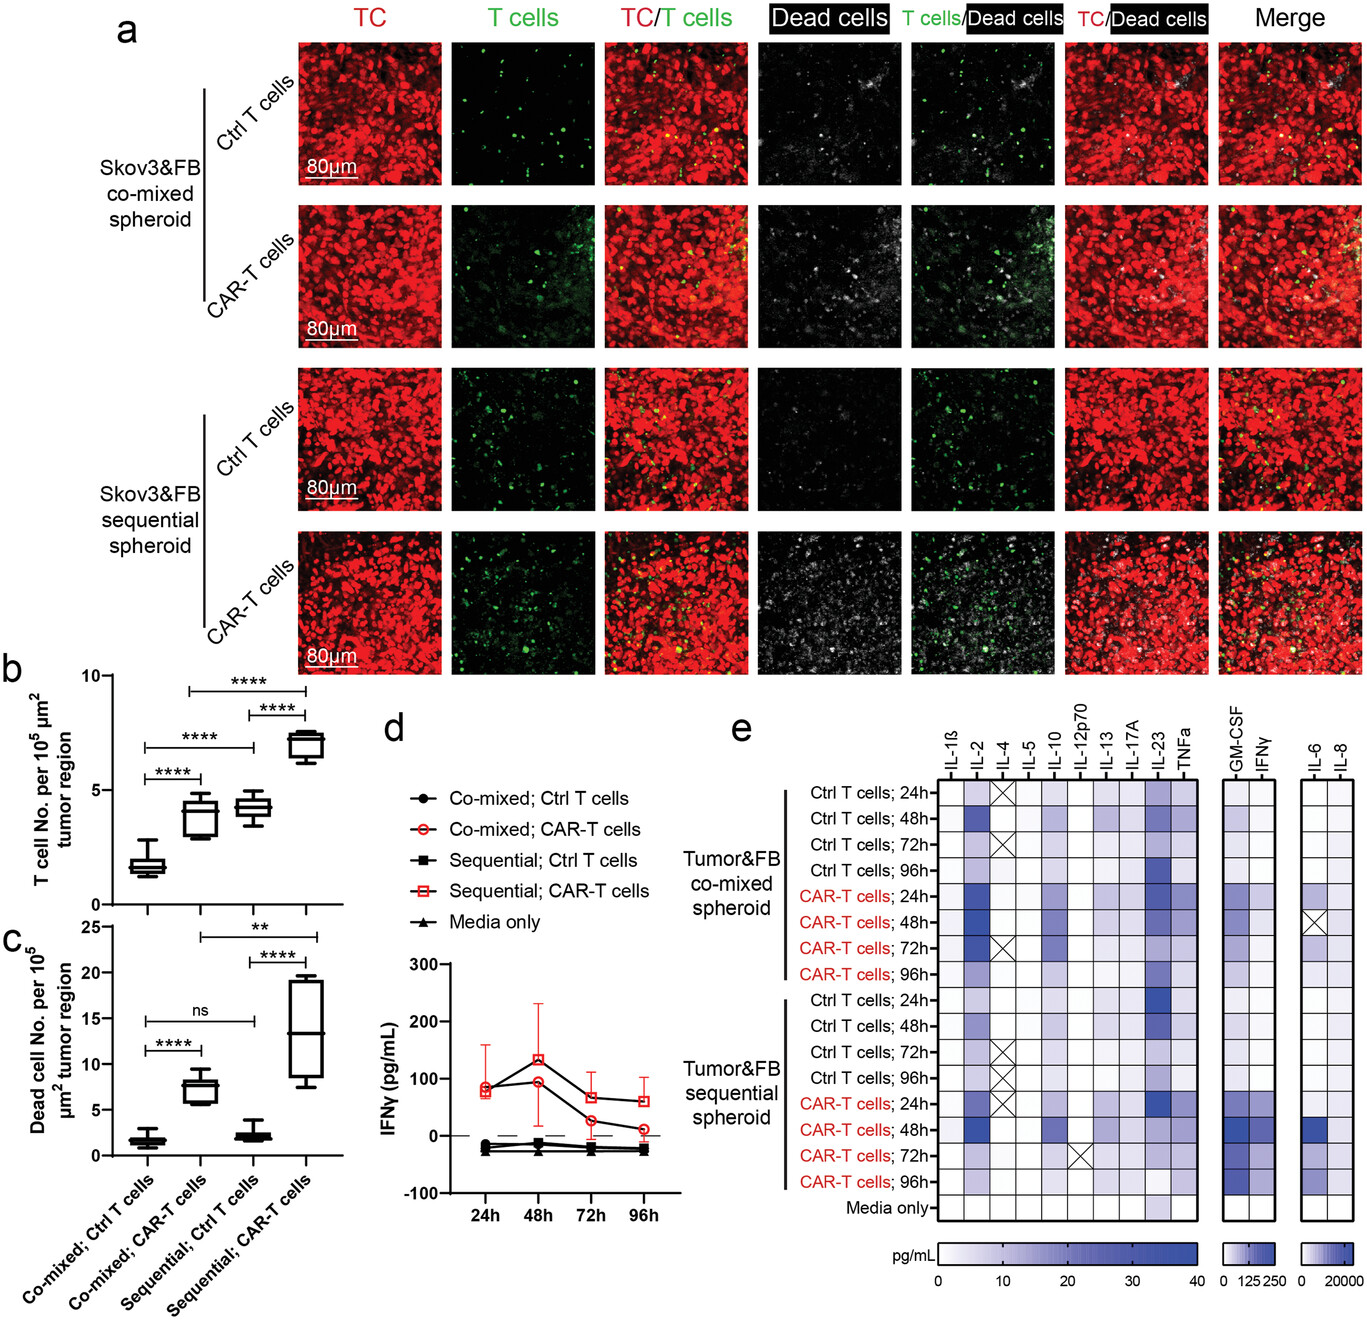 a
TC
T cells
TC/T cells
Dead cells
T cells/Dead cells
TC/Dead cells
Merge
Skov3&FB
co-mixed
spheroid
Ctrl T cells
80µm
CAR-T cells
80µm
Skov3&FB
sequential
spheroid
Ctrl T cells
80µm
CAR-T cells
80µm
b
T cell No. per 10⁵ µm²
tumor region
10
5
0
****
****
****
****
c
Dead cell No. per 10⁵
µm² tumor region
25
20
15
10
5
0
**
****
ns
****
Co-mixed; Ctrl T cells
Co-mixed; CAR-T cells
Sequential; Ctrl T cells
Sequential; CAR-T cells
d
Co-mixed; Ctrl T cells
Co-mixed; CAR-T cells
Sequential; Ctrl T cells
Sequential; CAR-T cells
Media only
IFNγ (pg/mL)
300
200
100
0
-100
24h 48h 72h 96h
e
IL-1ß IL-2 IL-4 IL-5 IL-10 IL-12p70 IL-13 IL-17A IL-23 TNFa GM-CSF IFNγ IL-6 IL-8
Tumor&FB
co-mixed
spheroid
Ctrl T cells; 24h
Ctrl T cells; 48h
Ctrl T cells; 72h
Ctrl T cells; 96h
CAR-T cells; 24h
CAR-T cells; 48h
CAR-T cells; 72h
CAR-T cells; 96h
Tumor&FB
sequential
spheroid
Ctrl T cells; 24h
Ctrl T cells; 48h
Ctrl T cells; 72h
Ctrl T cells; 96h
CAR-T cells; 24h
CAR-T cells; 48h
CAR-T cells; 72h
CAR-T cells; 96h
Media only
pg/mL
0 10 20 30 40
0 125 250
0 20000